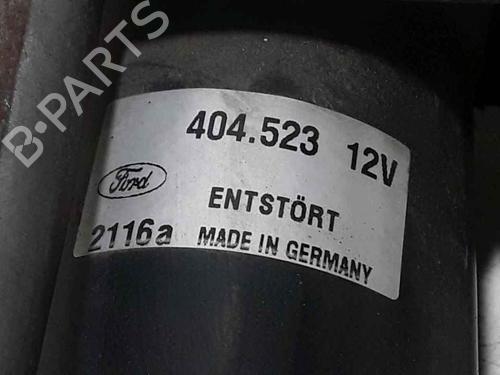 B-PARTS
404.523 12V
Ford
ENTSTÖRT
2116a MADE IN GERMANY